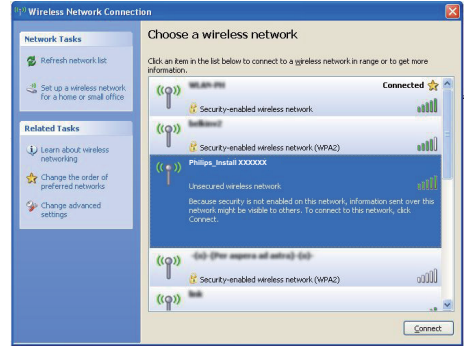 Wireless Network Connection
Network Tasks
Refresh network list
Set up a wireless network
for a home or small office
Related Tasks
Learn about wireless
networking
Change the order of
preferred networks
Change advanced
settings
Choose a wireless network
Click an item in the list below to connect to a wireless network in range or to get more
information.
Connected
Security-enabled wireless network
Security-enabled wireless network (WPA2)
Philips_Install XXXXXX
Unsecured wireless network
Because security is not enabled on this network, information sent over this
network might be visible to others. To connect to this network, click
Connect.
Security-enabled wireless network (WPA2)
Connect